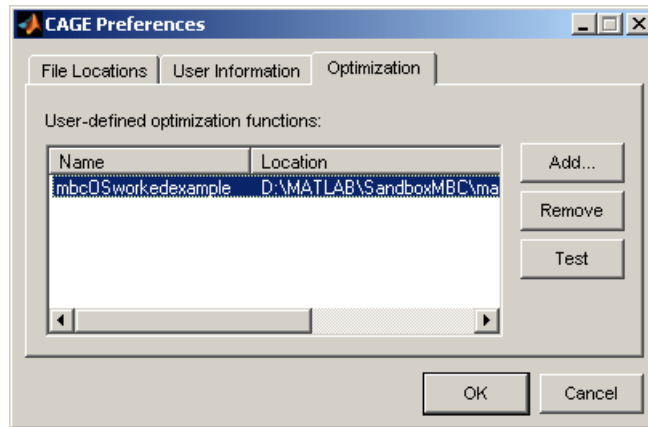 CAGE Preferences
File Locations User Information Optimization
User-defined optimization functions:
Name Location
mbcOSworkedexample D:\MATLAB\SandboxMBC\ma
Add...
Remove
Test
OK Cancel